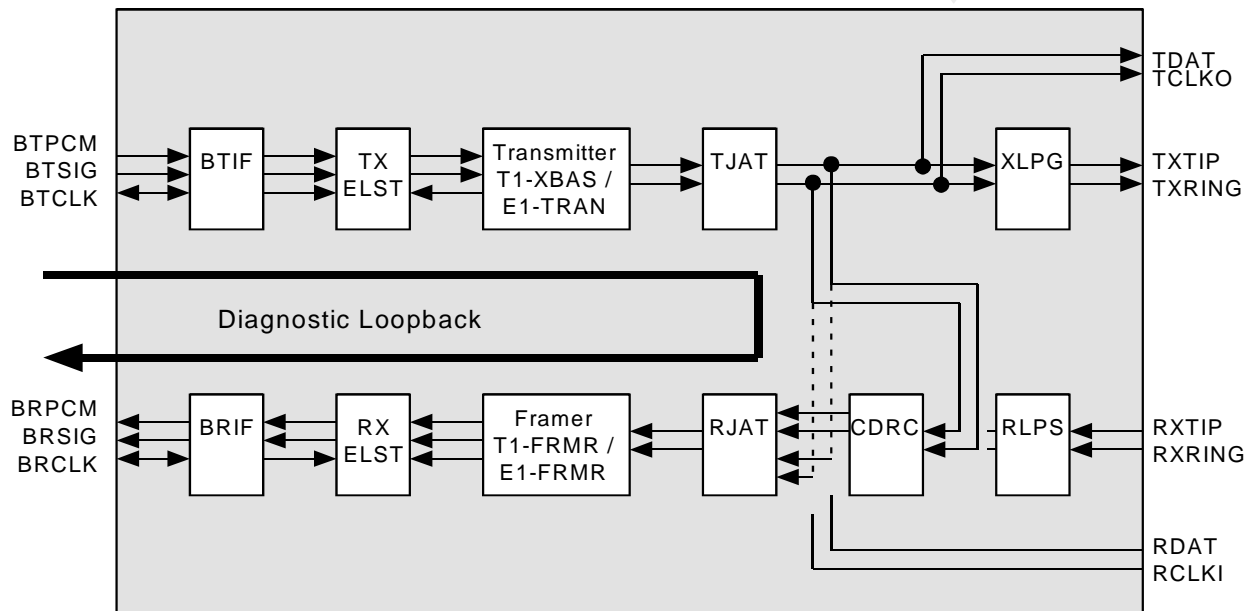 TDAT
TCLKO
BTPCM
BTSIG
BTCLK
BTIF
TX
ELST
Transmitter
T1-XBAS /
E1-TRAN
TJAT
XLPG
TXTIP
TXRING
Diagnostic Loopback
BRPCM
BRSIG
BRCLK
BRIF
RX
ELST
Framer
T1-FRMR /
E1-FRMR
RJAT
CDRC
RLPS
RXTIP
RXRING
RDAT
RCLKI